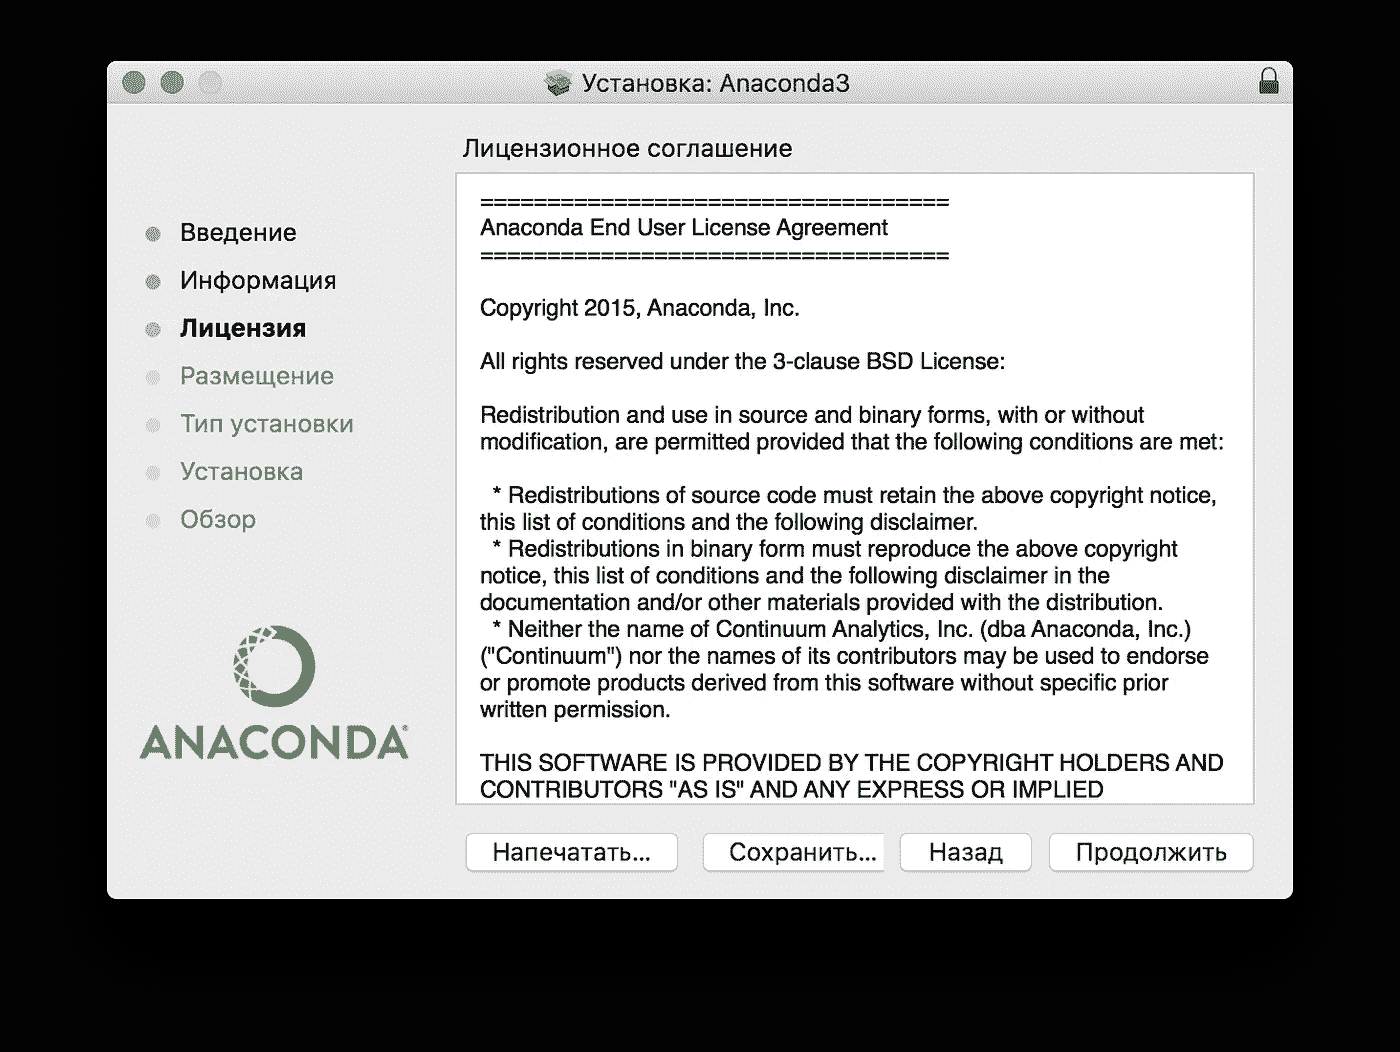 Установка: Anaconda3
Лицензионное соглашение
Введение
Информация
Лицензия
Размещение
Тип установки
Установка
Обзор
ANACONDA®
===================================
Anaconda End User License Agreement
===================================
Copyright 2015, Anaconda, Inc.
All rights reserved under the 3-clause BSD License:
Redistribution and use in source and binary forms, with or without
modification, are permitted provided that the following conditions are met:
* Redistributions of source code must retain the above copyright notice,
this list of conditions and the following disclaimer.
* Redistributions in binary form must reproduce the above copyright
notice, this list of conditions and the following disclaimer in the
documentation and/or other materials provided with the distribution.
* Neither the name of Continuum Analytics, Inc. (dba Anaconda, Inc.)
("Continuum") nor the names of its contributors may be used to endorse
or promote products derived from this software without specific prior
written permission.
THIS SOFTWARE IS PROVIDED BY THE COPYRIGHT HOLDERS AND
CONTRIBUTORS "AS IS" AND ANY EXPRESS OR IMPLIED
Напечатать...
Сохранить...
Назад
Продолжить